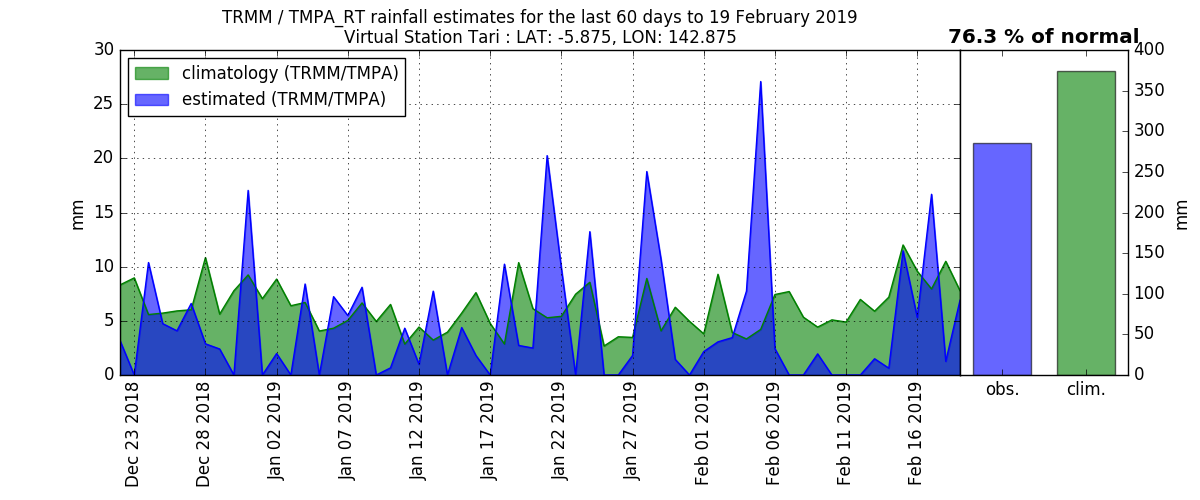 TRMM / TMPA_RT rainfall estimates for the last 60 days to 19 February 2019
Virtual Station Tari : LAT: -5.875, LON: 142.875
76.3 % of normal
climatology (TRMM/TMPA)
estimated (TRMM/TMPA)
30
25
20
15
10
5
0
mm
Dec 23 2018
Dec 28 2018
Jan 02 2019
Jan 07 2019
Jan 12 2019
Jan 17 2019
Jan 22 2019
Jan 27 2019
Feb 01 2019
Feb 06 2019
Feb 11 2019
Feb 16 2019
400
350
300
250
200
150
100
50
0
mm
obs.
clim.